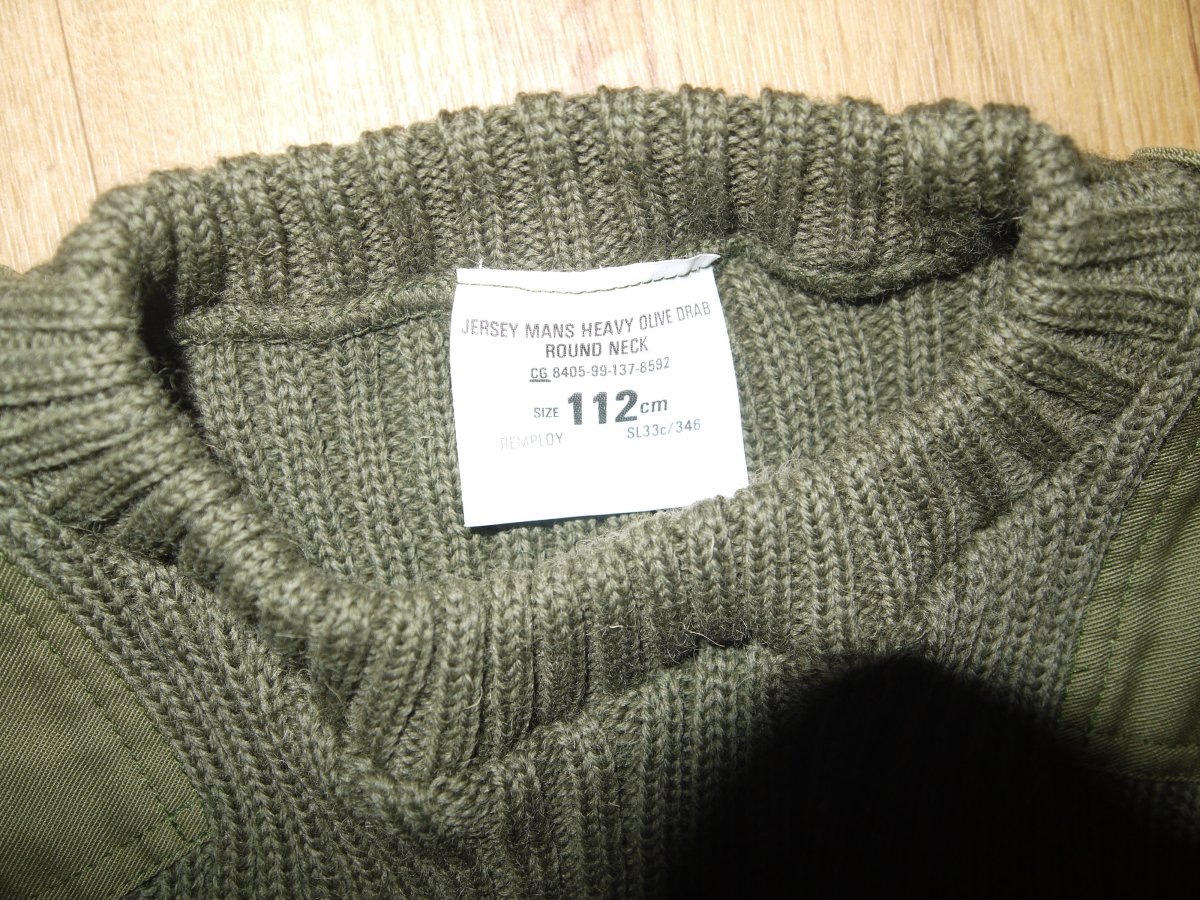 JERSEY MANS HEAVY OLIVE DRAB
ROUND NECK
CG 8405-99-137-8592
SIZE 112cm
REMPLOY SL33c/346